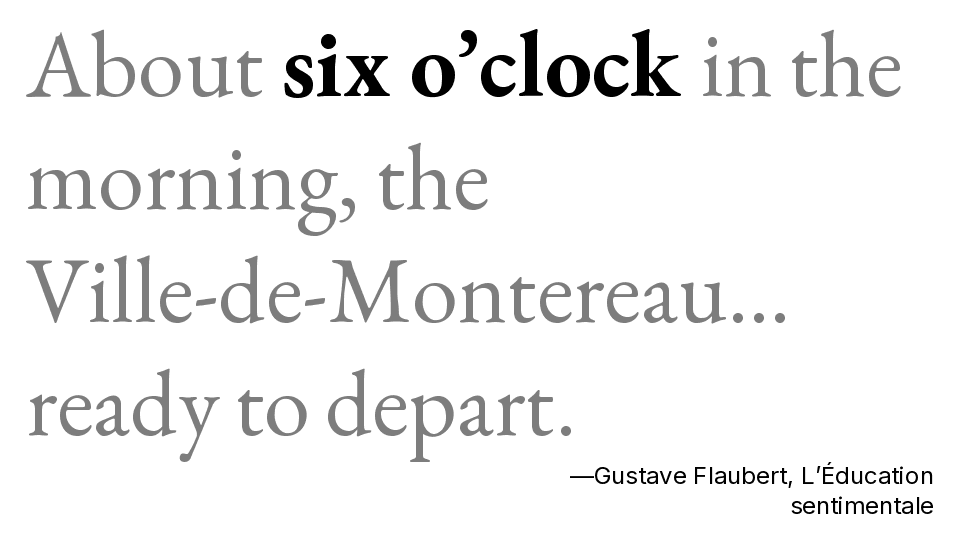 About six o’clock in the
morning, the
Ville-de-Montereau...
ready to depart.
—Gustave Flaubert, L’Éducation
sentimentale